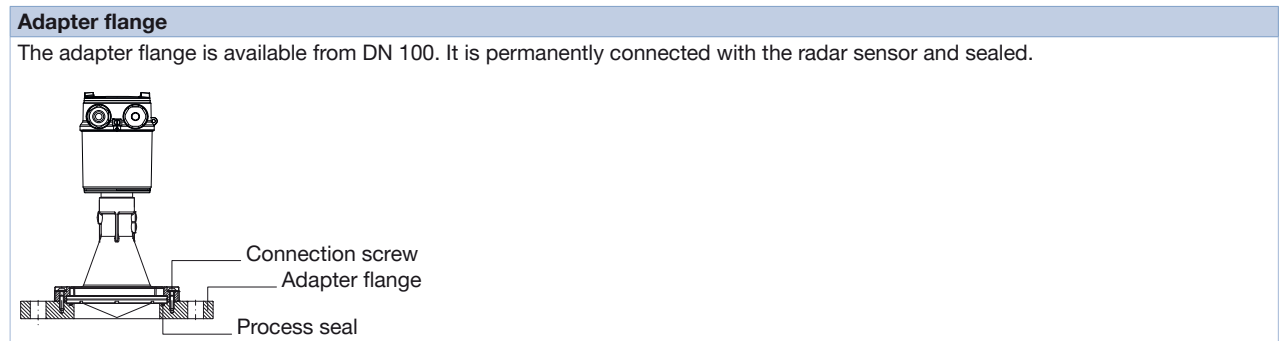 Adapter flange
The adapter flange is available from DN 100. It is permanently connected with the radar sensor and sealed.
Connection screw
Adapter flange
Process seal